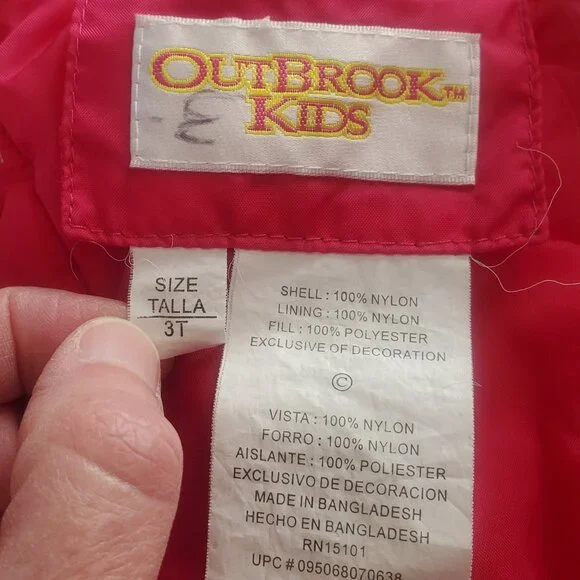 OUTBROOK™
KIDS
3
SIZE
TALLA
3T
SHELL : 100% NYLON
LINING : 100% NYLON
FILL : 100% POLYESTER
EXCLUSIVE OF DECORATION
©
VISTA : 100% NYLON
FORRO : 100% NYLON
AISLANTE : 100% POLIESTER
EXCLUSIVO DE DECORACION
MADE IN BANGLADESH
HECHO EN BANGLADESH
RN15101
UPC # 095068070638